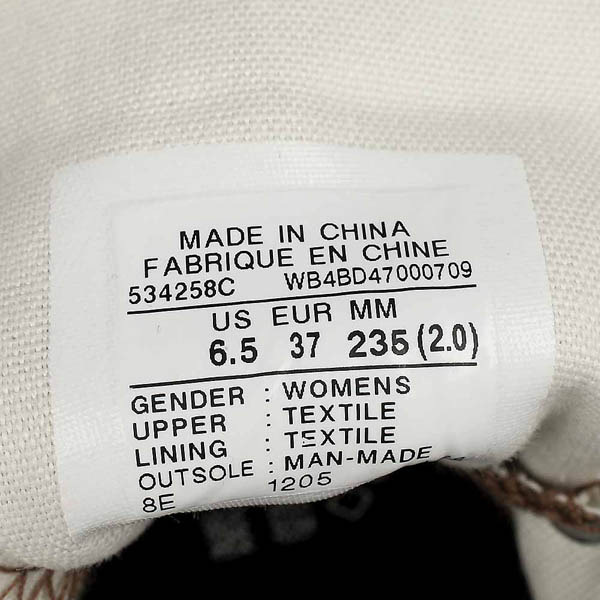 MADE IN CHINA
FABRIQUE EN CHINE
534258C WB4BD47000709
US EUR MM
6.5 37 235 (2.0)
GENDER : WOMENS
UPPER : TEXTILE
LINING : TEXTILE
OUTSOLE : MAN-MADE
8E 1205